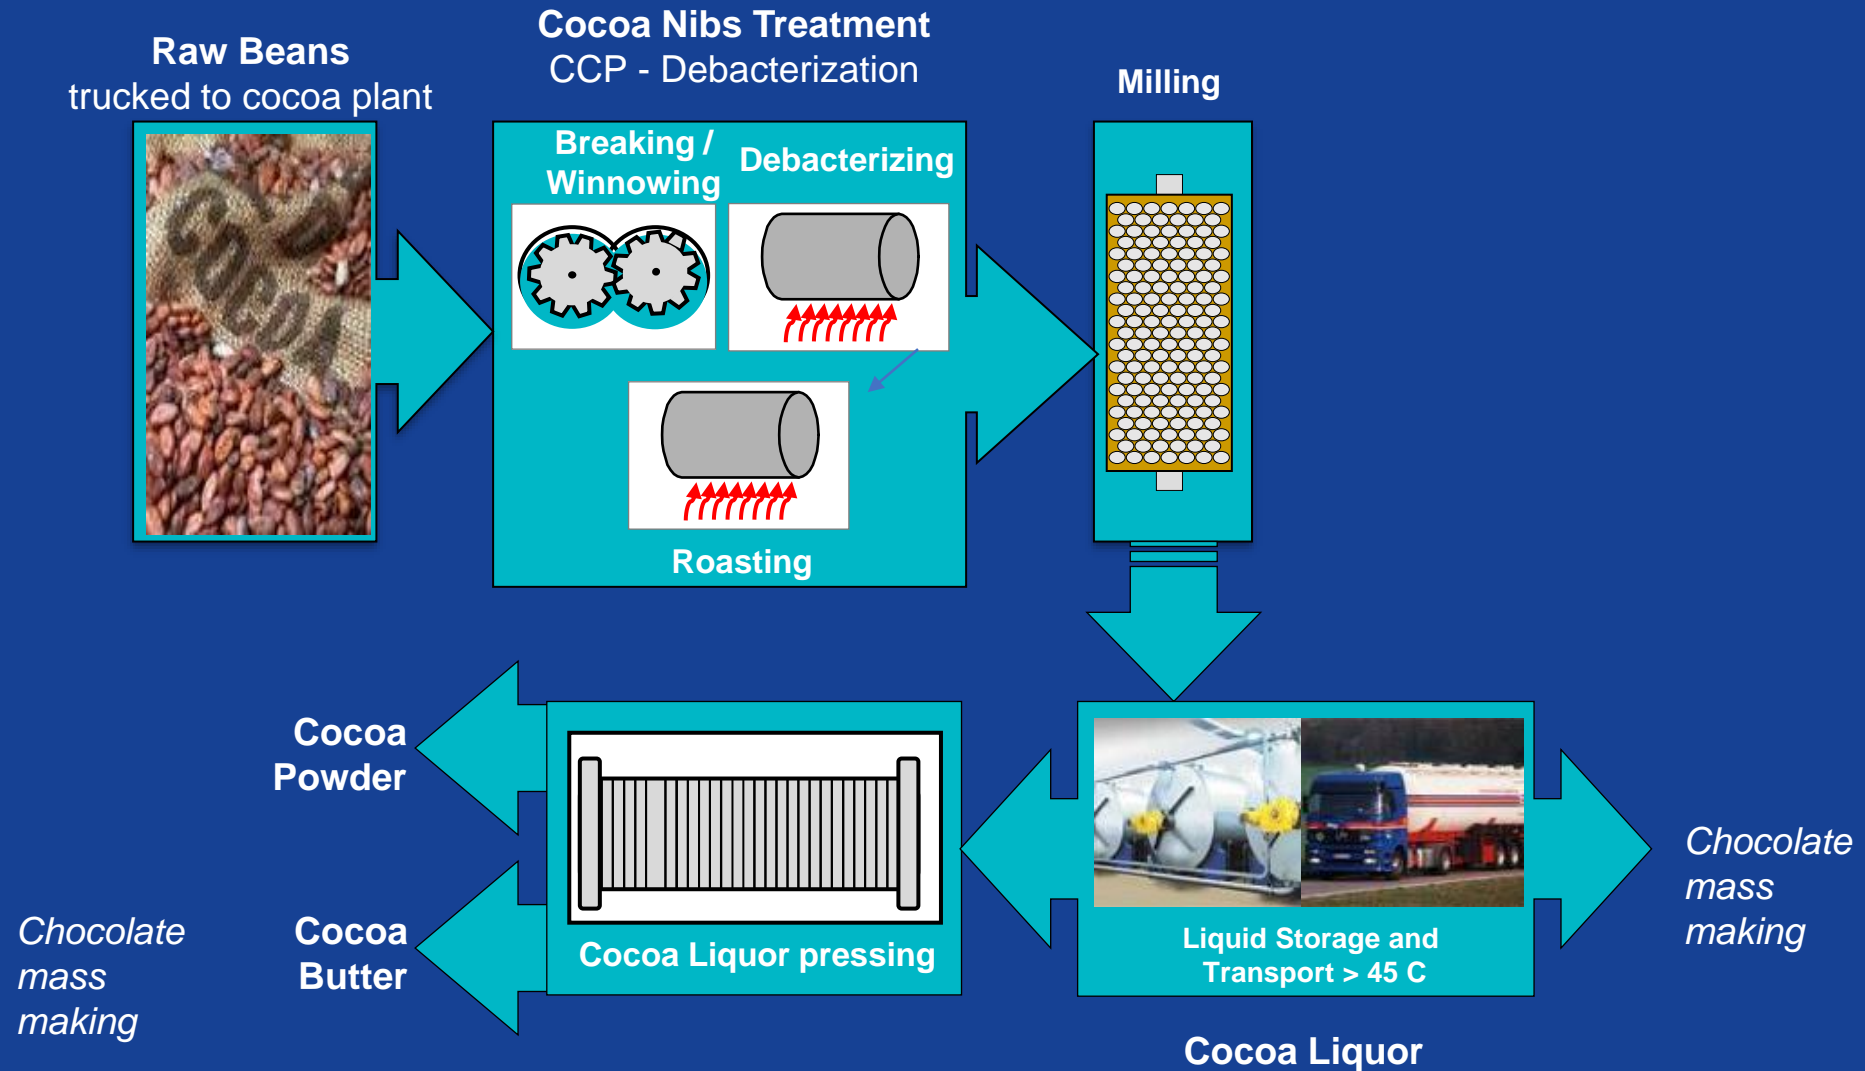 Raw Beans
trucked to cocoa plant
Cocoa Nibs Treatment
CCP - Debacterization
Milling
COCOA
Breaking /
Winnowing
Debacterizing
Roasting
Cocoa
Powder
Cocoa
Butter
Chocolate
mass
making
Cocoa Liquor pressing
Liquid Storage and
Transport > 45 C
Cocoa Liquor
Chocolate
mass
making